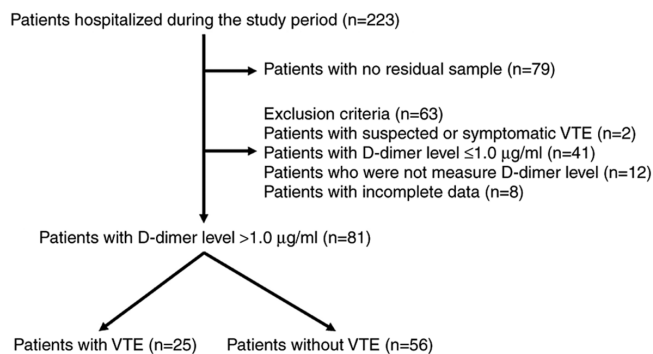 Patients hospitalized during the study period (n=223)
Patients with no residual sample (n=79)
Exclusion criteria (n=63)
Patients with suspected or symptomatic VTE (n=2)
Patients with D-dimer level ≤1.0 μg/ml (n=41)
Patients who were not measure D-dimer level (n=12)
Patients with incomplete data (n=8)
Patients with D-dimer level >1.0 μg/ml (n=81)
Patients with VTE (n=25)
Patients without VTE (n=56)